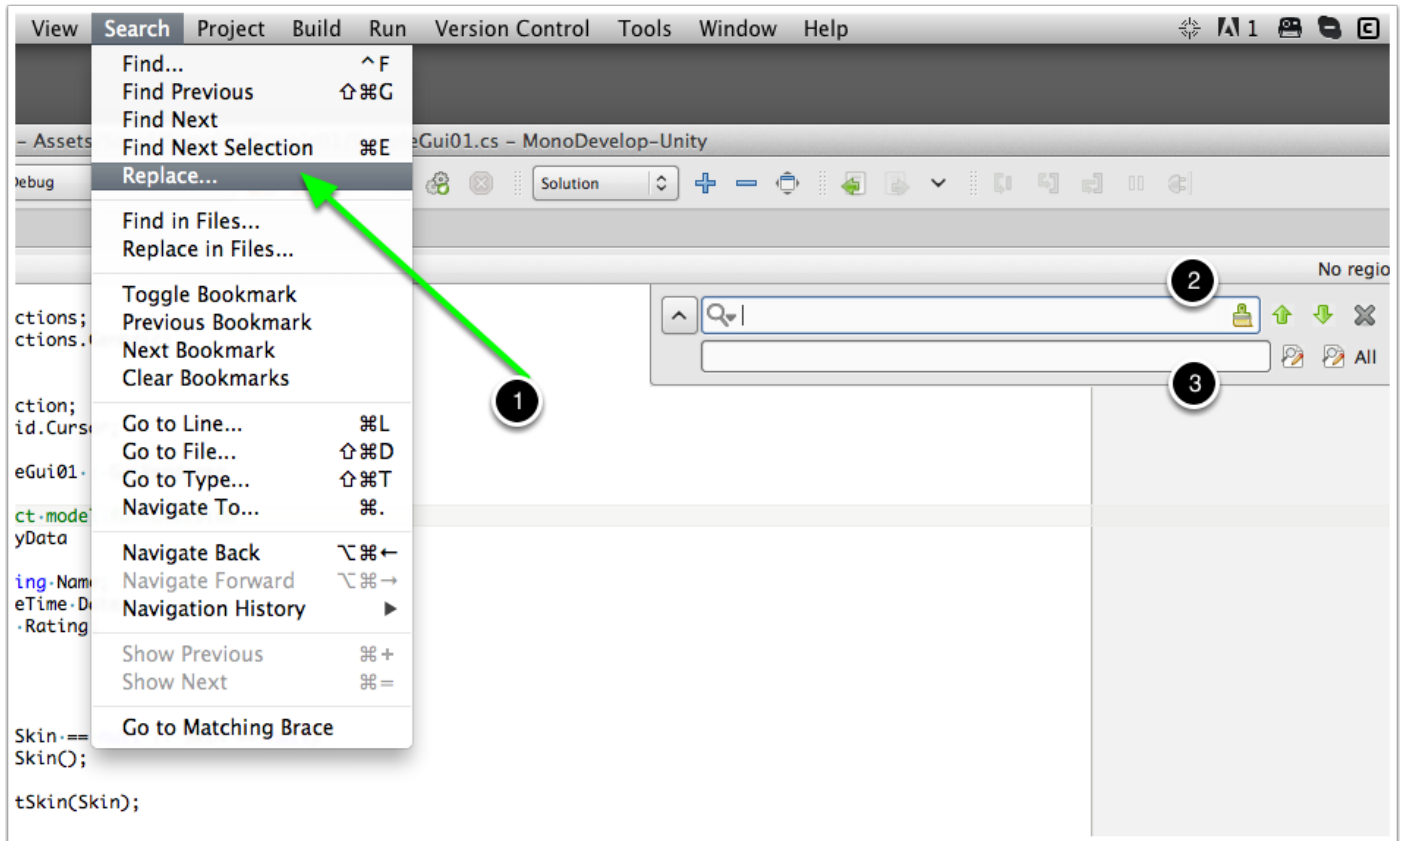 View Search Project Build Run Version Control Tools Window Help 1
Find... ^F
Find Previous ⇧⌘G
Find Next
– Assets eGui01.cs – MonoDevelop-Unity
Find Next Selection ⌘E
Replace...
Debug Solution
Find in Files...
Replace in Files...
No regio
2
Toggle Bookmark
ctions;
Previous Bookmark
ctions.
Next Bookmark
All
Clear Bookmarks
3
1
ction;
Go to Line... ⌘L
id.Curs
Go to File... ⇧⌘D
eGui01
Go to Type... ⇧⌘T
Navigate To... ⌘.
ct·mode
yData
Navigate Back ⌥⌘←
ing·Nam
Navigate Forward ⌥⌘→
eTime·D
Navigation History ▶
·Rating
Show Previous ⌘+
Show Next ⌘=
Go to Matching Brace
Skin·==
Skin();
tSkin(Skin);